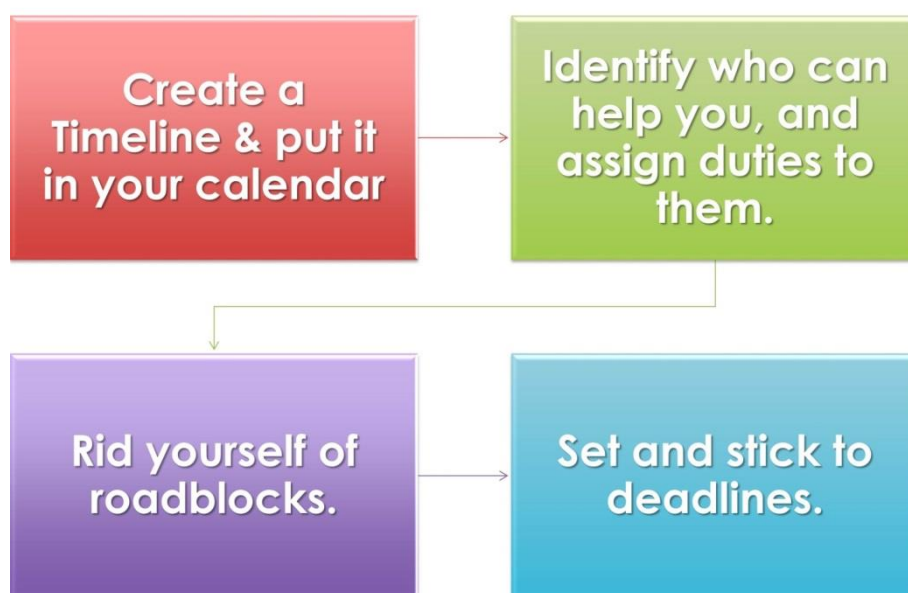 Create a
Timeline & put it
in your calendar
Identify who can
help you, and
assign duties to
them.
Rid yourself of
roadblocks.
Set and stick to
deadlines.